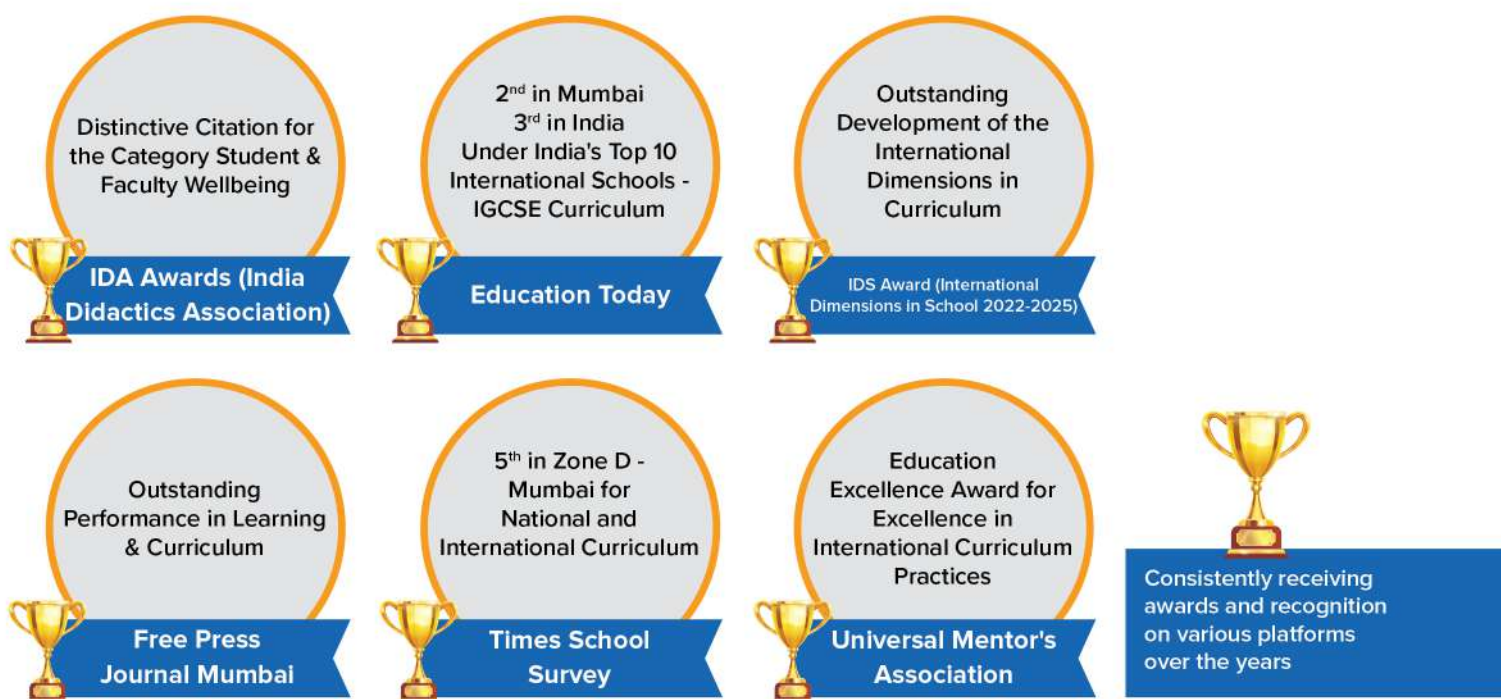 Distinctive Citation for
the Category Student &
Faculty Wellbeing
IDA Awards (India
Didactics Association)
2nd in Mumbai
3rd in India
Under India's Top 10
International Schools -
IGCSE Curriculum
Education Today
Outstanding
Development of the
International
Dimensions in
Curriculum
IDS Award (International
Dimensions in School 2022-2025)
Outstanding
Performance in Learning
& Curriculum
Free Press
Journal Mumbai
5th in Zone D -
Mumbai for
National and
International Curriculum
Times School
Survey
Education
Excellence Award for
Excellence in
International Curriculum
Practices
Universal Mentor's
Association
Consistently receiving
awards and recognition
on various platforms
over the years